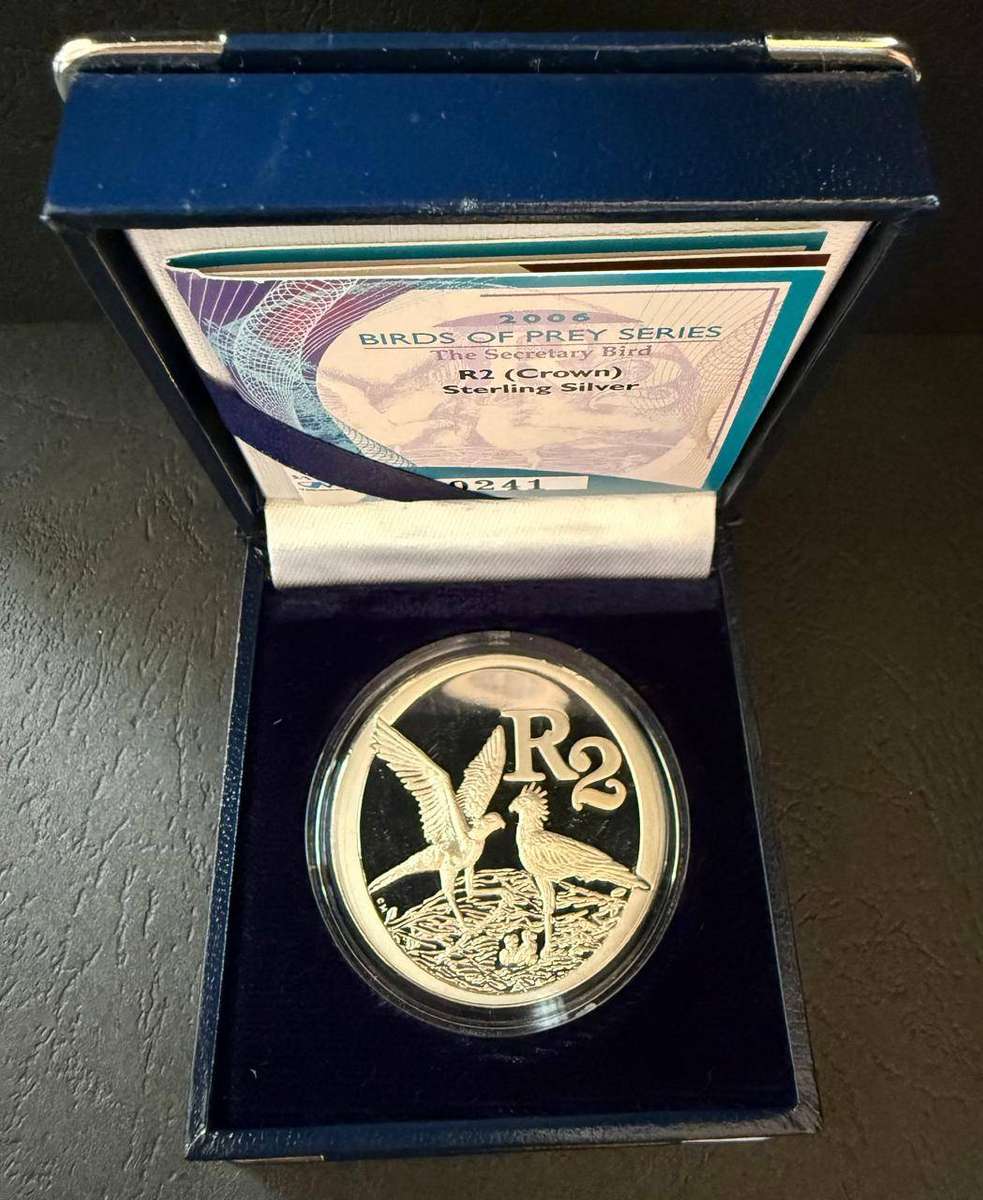 2006
BIRDS OF PREY SERIES
The Secretary Bird
R2 (Crown)
Sterling Silver
0241
R2